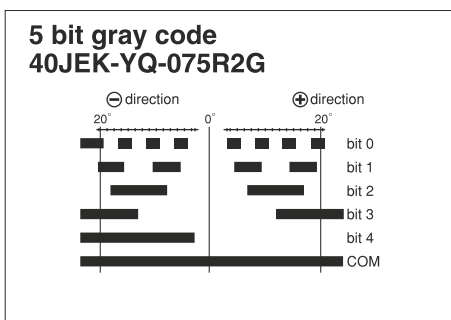 5 bit gray code
40JEK-YQ-075R2G
⊖ direction ⊕ direction
20° 0° 20°
bit 0
bit 1
bit 2
bit 3
bit 4
COM